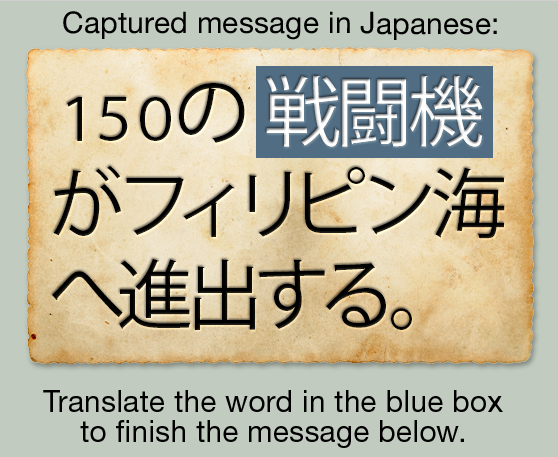 Captured message in Japanese:
150の戦闘機
がフィリピン海
へ進出する。
Translate the word in the blue box
to finish the message below.